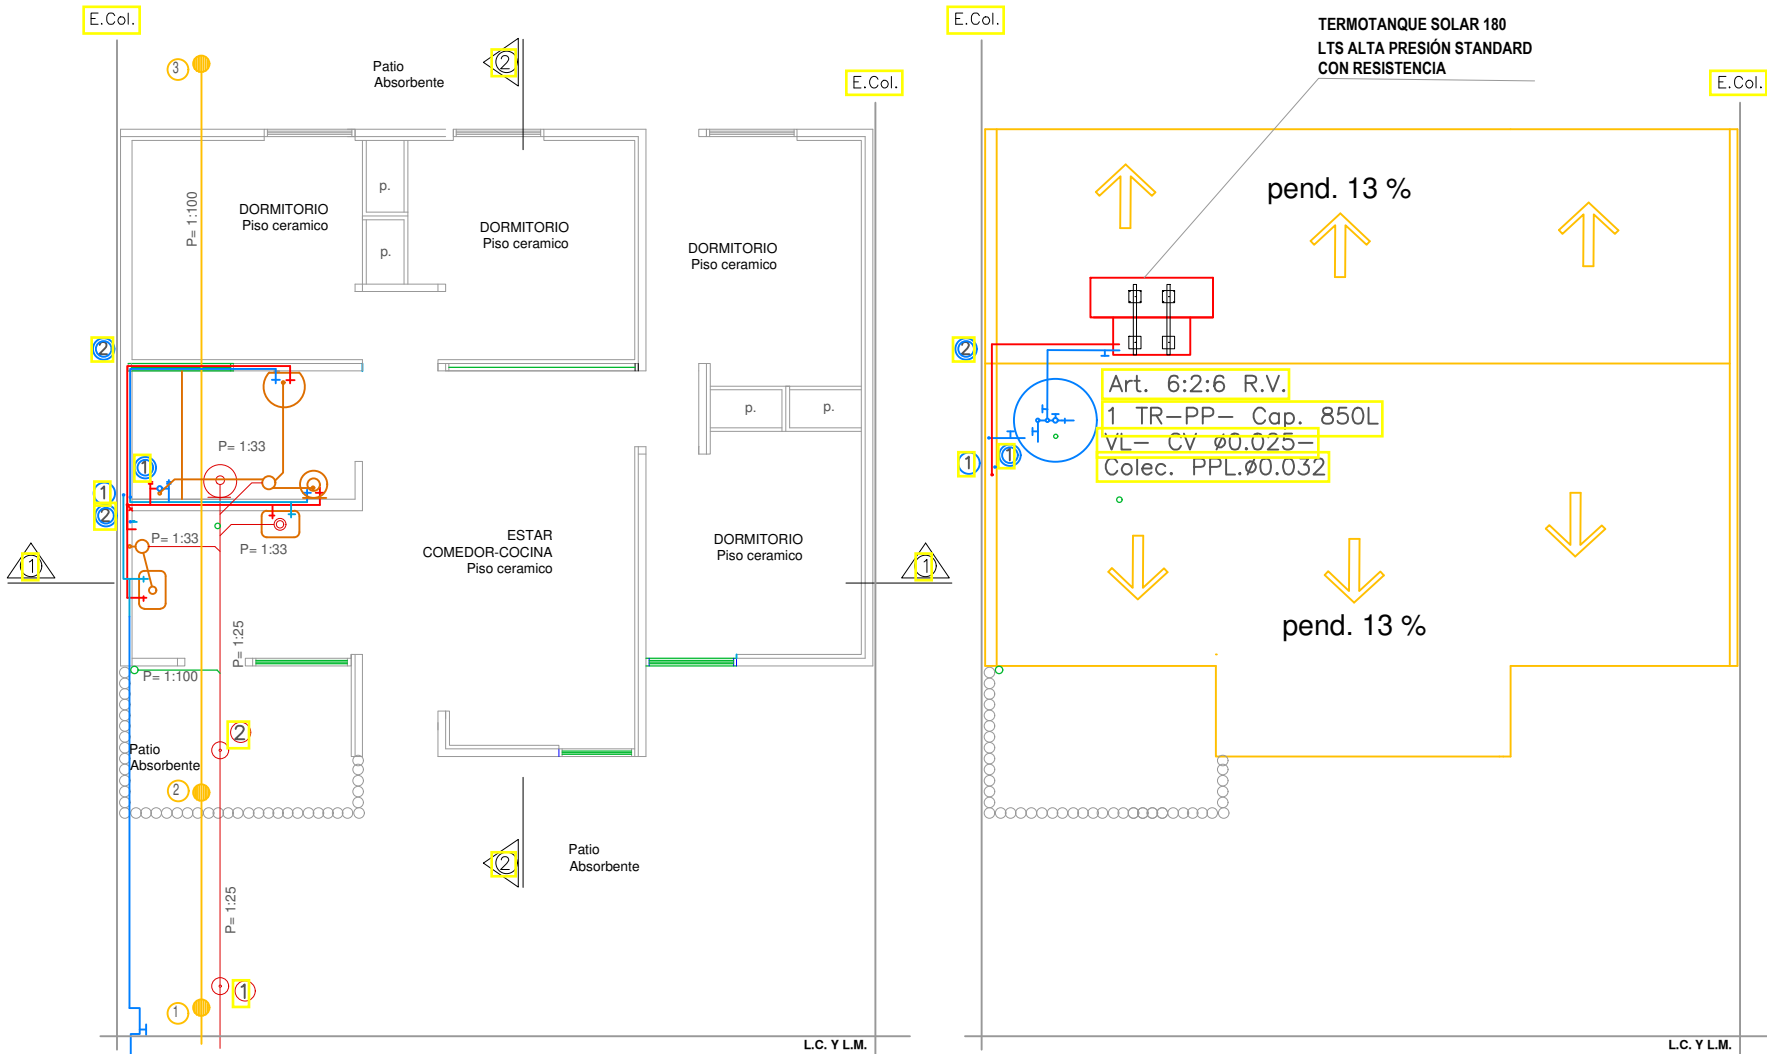 E.Col.
3
Patio
Absorbente
2
E.Col.
P= 1:100
DORMITORIO
Piso ceramico
p.
p.
DORMITORIO
Piso ceramico
DORMITORIO
Piso ceramico
2
p.
p.
P= 1:33
1
1
2
P= 1:33
P= 1:33
ESTAR
COMEDOR-COCINA
Piso ceramico
DORMITORIO
Piso ceramico
1
1
P= 1:25
P= 1:100
2
Patio
Absorbente
2
Patio
Absorbente
2
P= 1:25
1
1
L.C. Y L.M.
E.Col.
TERMOTANQUE SOLAR 180
LTS ALTA PRESIÓN STANDARD
CON RESISTENCIA
E.Col.
pend. 13 %
2
Art. 6:2:6 R.V.
1 TR-PP- Cap. 850L
VL- CV ø0.025-
Colec. PPL.ø0.032
1
1
pend. 13 %
L.C. Y L.M.